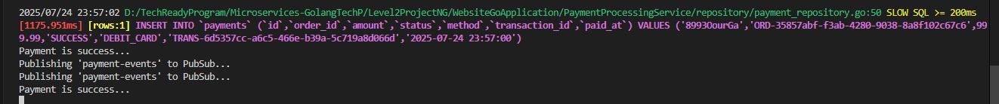 2025/07/24 23:57:02 D:/TechReadyProgram/Microservices-GolangTechP/Level2ProjectNG/WebsiteGoApplication/PaymentProcessingService/repository/payment_repository.go:50 SLOW SQL >= 200ms
[1175.951ms] [rows:1] INSERT INTO `payments` (`id`,`order_id`,`amount`,`status`,`method`,`transaction_id`,`paid_at`) VALUES ('8993OourGa','ORD-35857abf-f3ab-4280-9038-8a8f102c67c6',99
99.99,'SUCCESS','DEBIT_CARD','TRANS-6d5357cc-a6c5-466e-b39a-5c719a8d066d','2025-07-24 23:57:00')
Payment is success...
Publishing 'payment-events' to PubSub...
Publishing 'payment-events' to PubSub...
Payment is success...